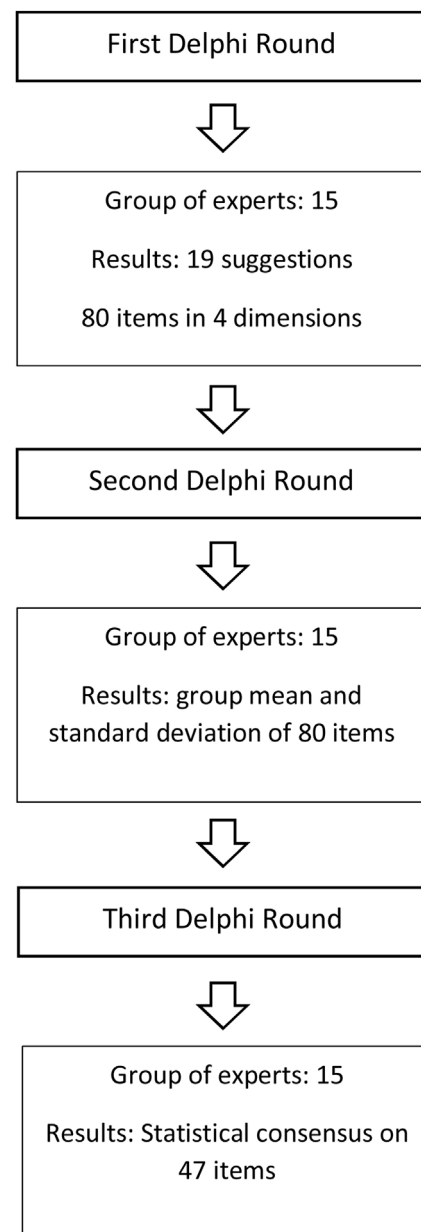 First Delphi Round
Group of experts: 15
Results: 19 suggestions
80 items in 4 dimensions
Second Delphi Round
Group of experts: 15
Results: group mean and
standard deviation of 80 items
Third Delphi Round
Group of experts: 15
Results: Statistical consensus on
47 items